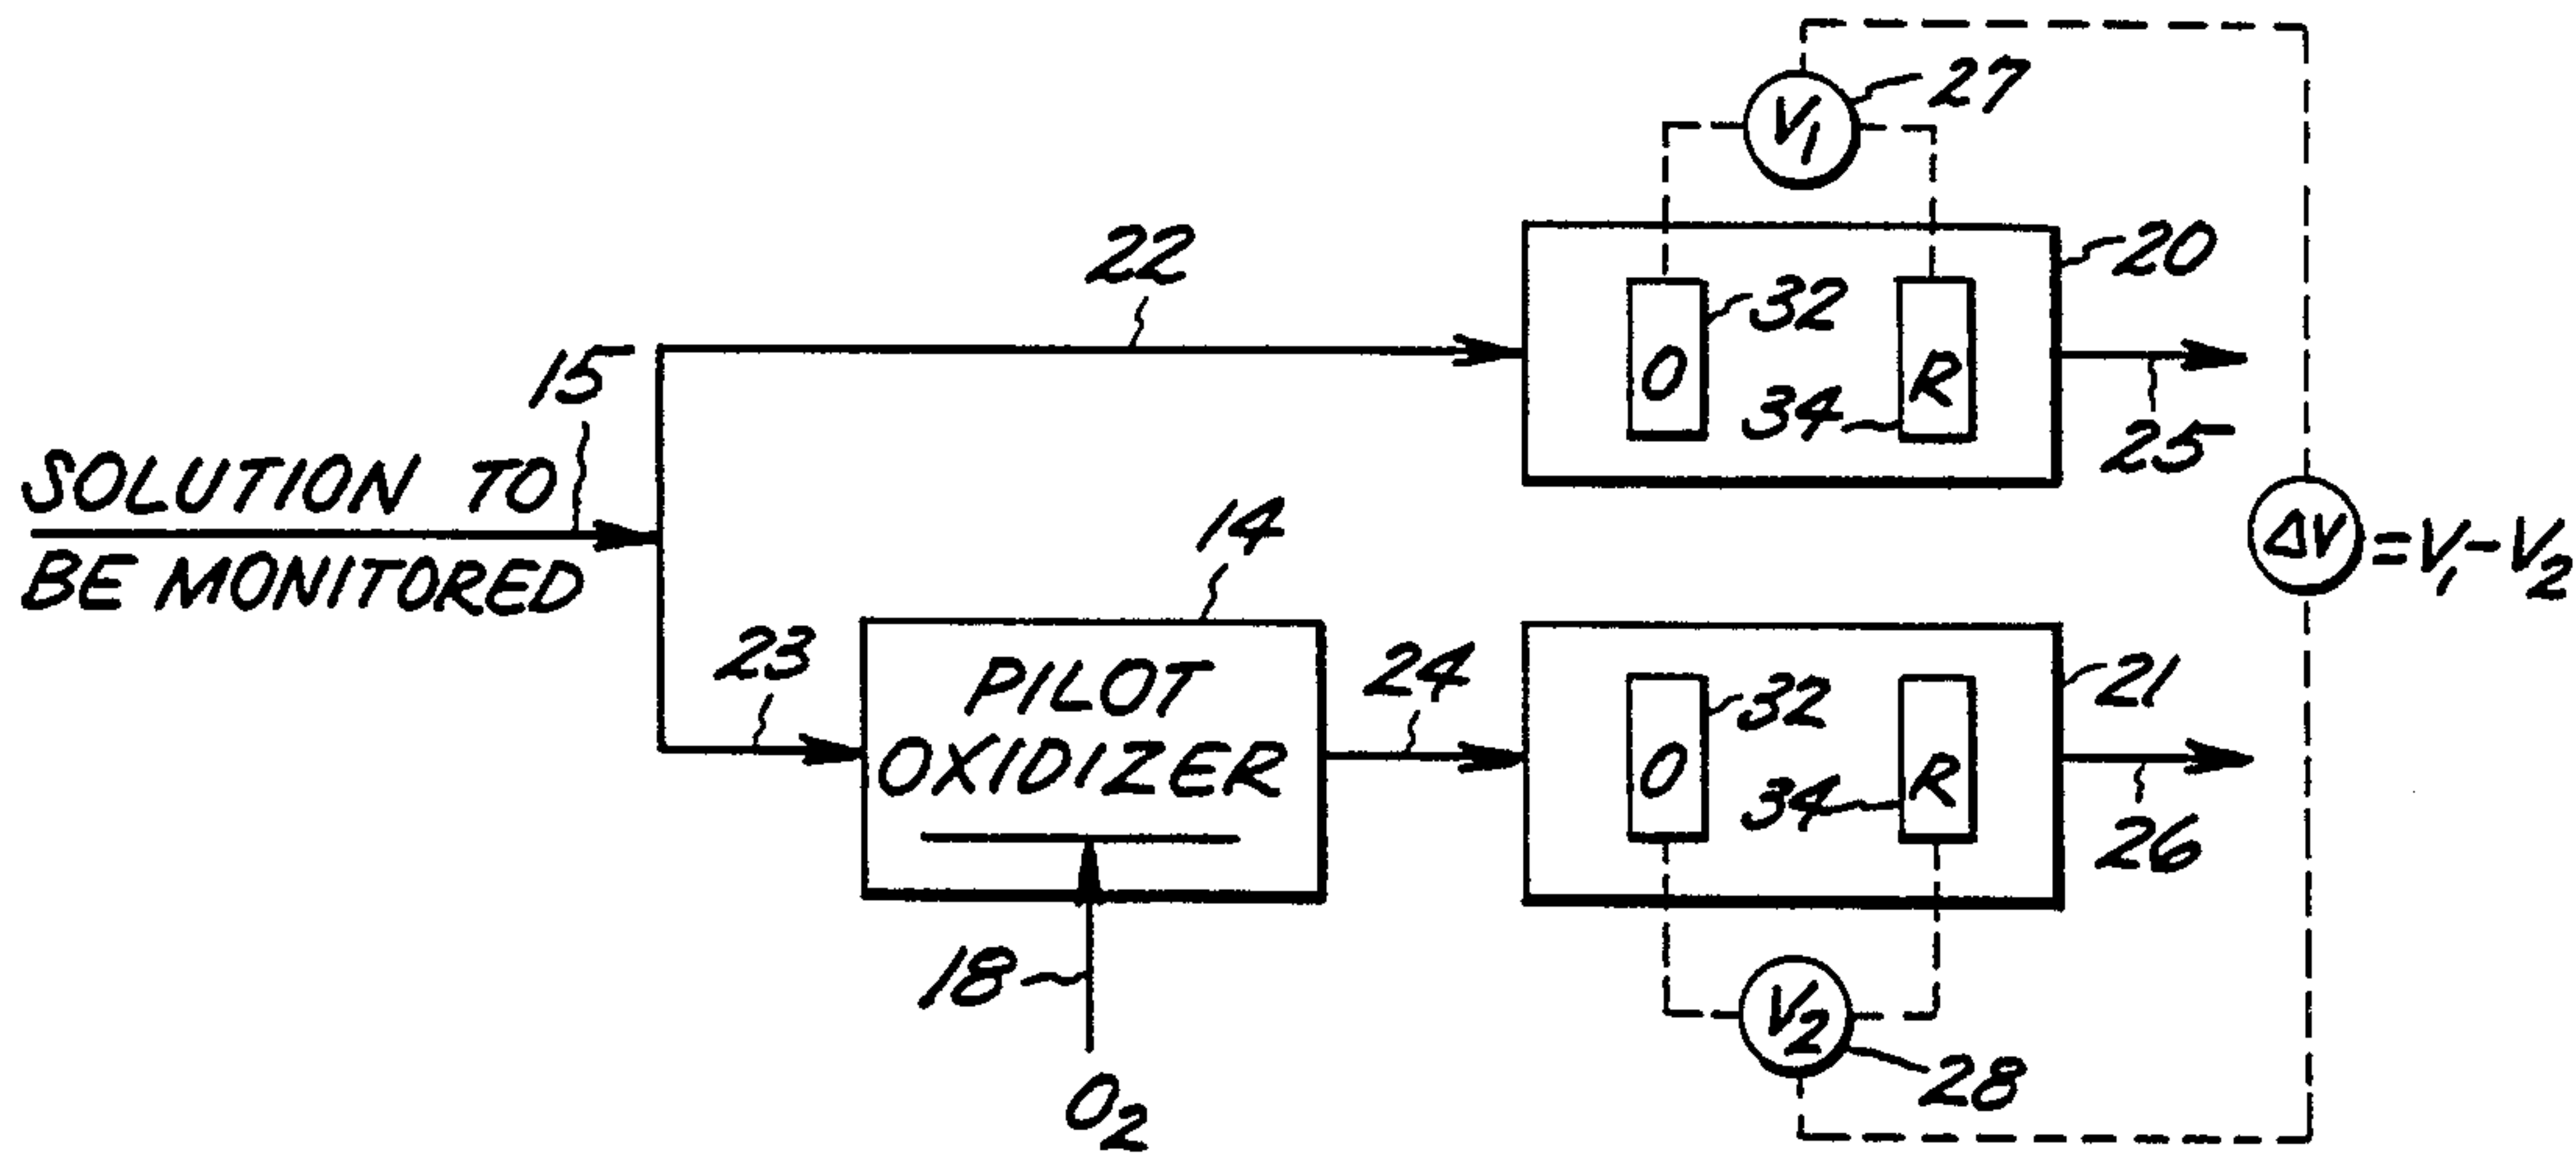 27
V1
22
20
32
15
O
R
34
25
SOLUTION TO
BE MONITORED
14
ΔV = V1 - V2
23
PILOT
OXIDIZER
24
32
21
O
R
34
26
18
V2
28
O2